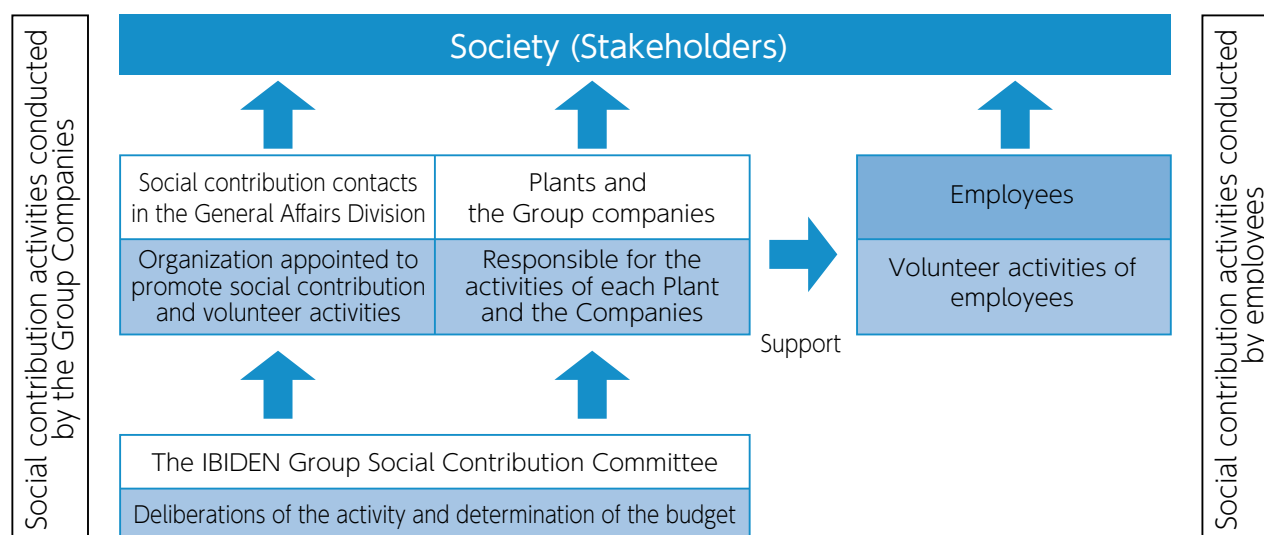 Social contribution activities conducted
by the Group Companies
Society (Stakeholders)
Social contribution contacts
in the General Affairs Division
Organization appointed to
promote social contribution
and volunteer activities
Plants and
the Group companies
Responsible for the
activities of each Plant
and the Companies
Support
Employees
Volunteer activities of
employees
The IBIDEN Group Social Contribution Committee
Deliberations of the activity and determination of the budget
Social contribution activities conducted
by employees